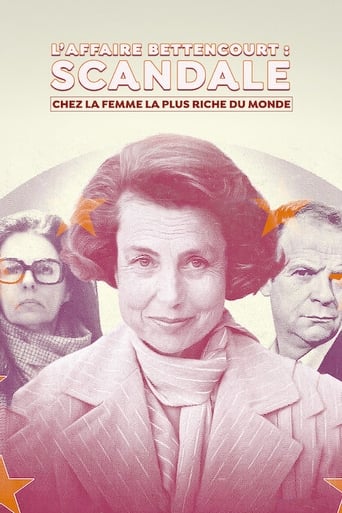 L'AFFAIRE BETTENCOURT :
SCANDALE
CHEZ LA FEMME LA PLUS RICHE DU MONDE